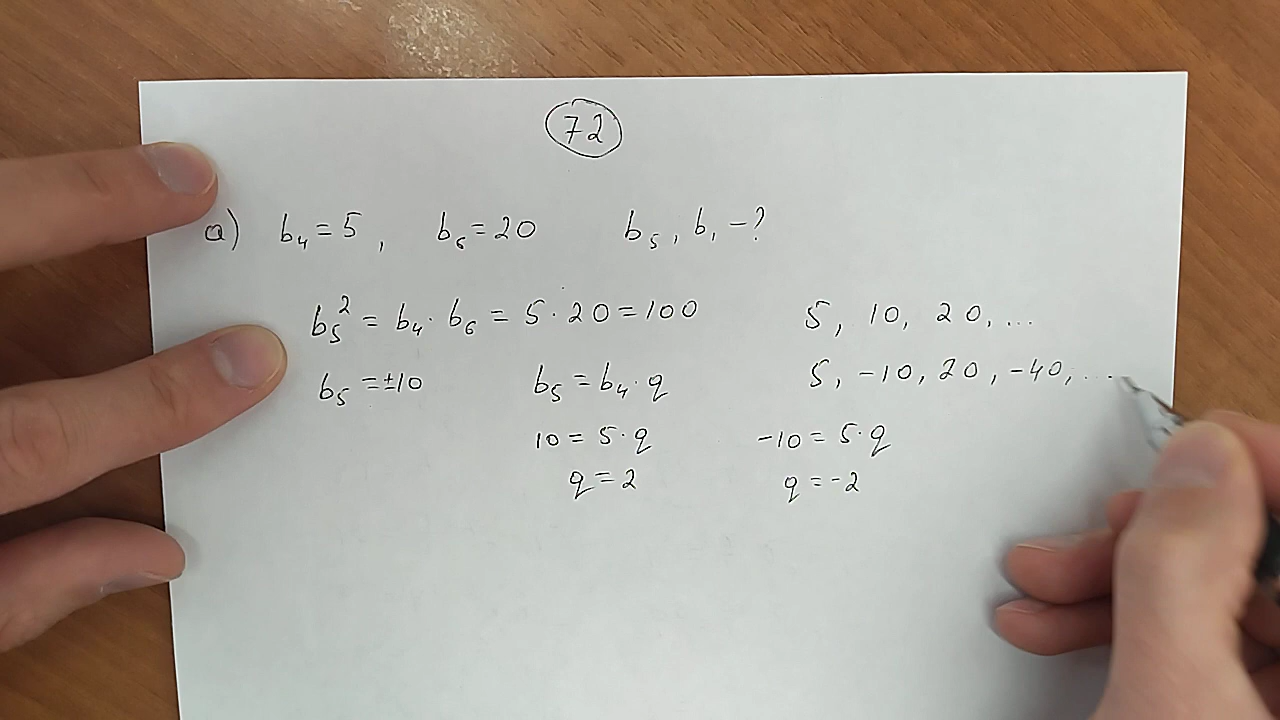 72
a) b₄ = 5, b₆ = 20 b₅, b₁ - ?
b₅² = b₄ · b₆ = 5 · 20 = 100 5, 10, 20, ...
b₅ = ±10 b₅ = b₄ · q 5, -10, 20, -40, ...
10 = 5 · q -10 = 5 · q
q = 2 q = -2